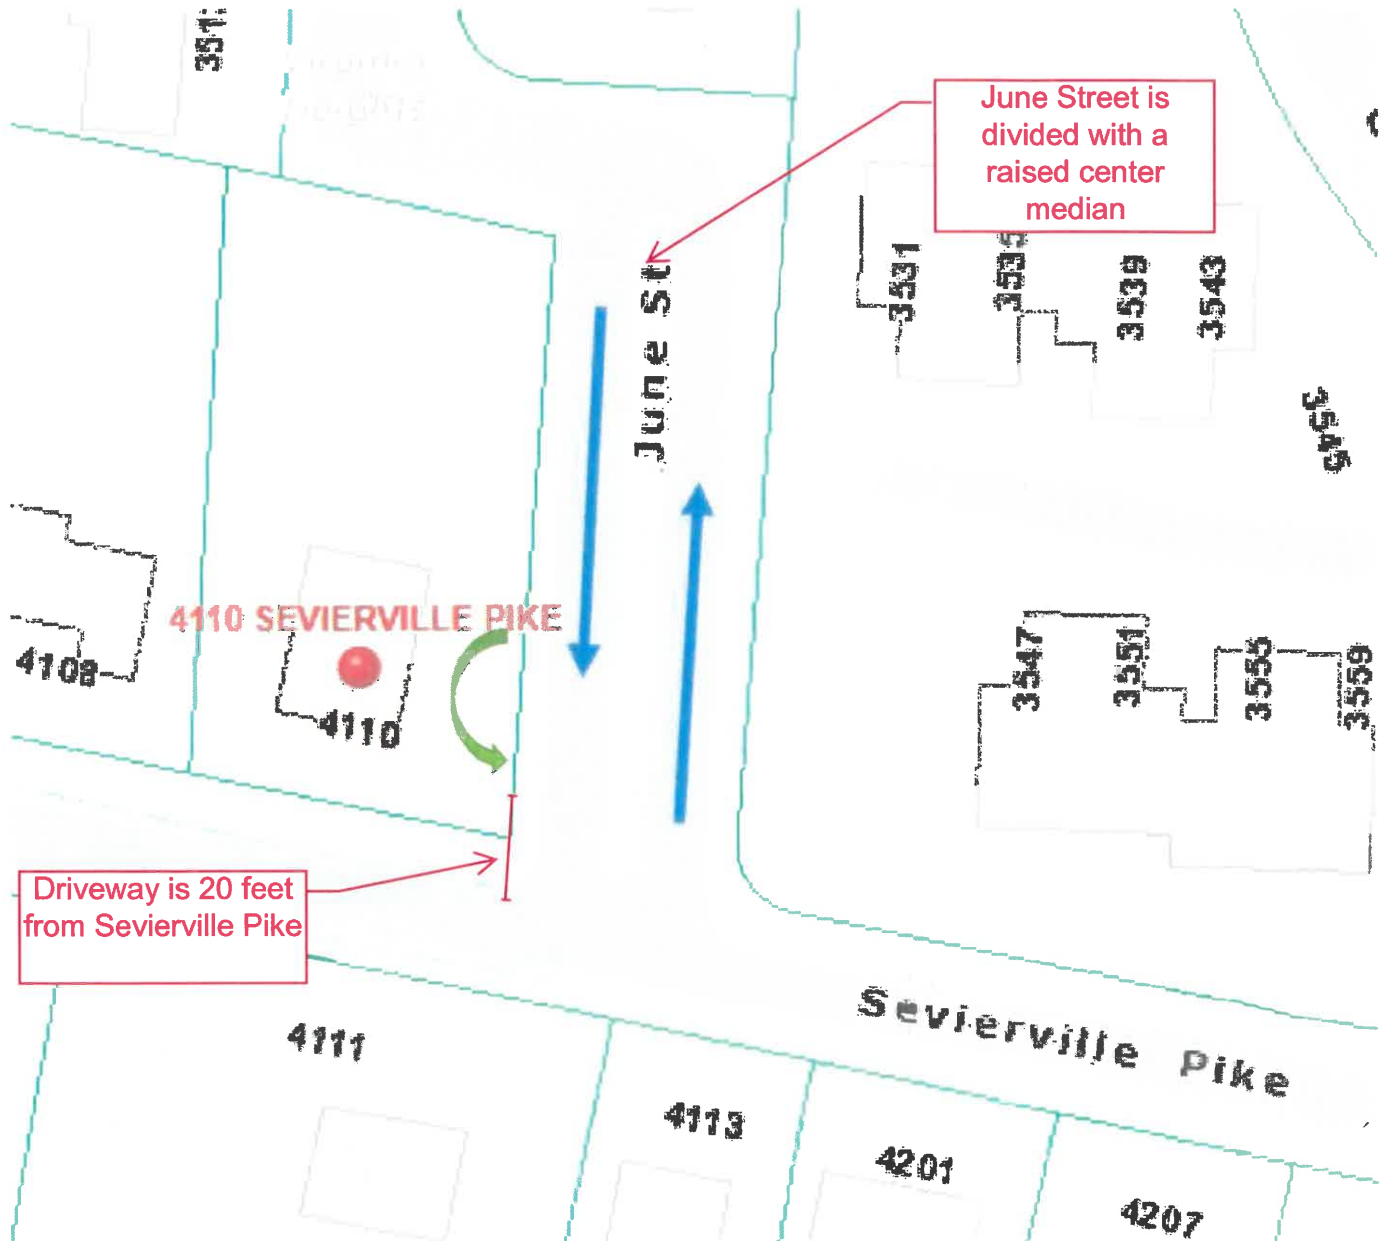 June Street is
divided with a
raised center
median
3531
3539
3543
June St
3545
4110 SEVIERVILLE PIKE
4108
4110
3547
3551
3555
3559
Driveway is 20 feet
from Sevierville Pike
Sevierville Pike
4111
4113
4201
4207